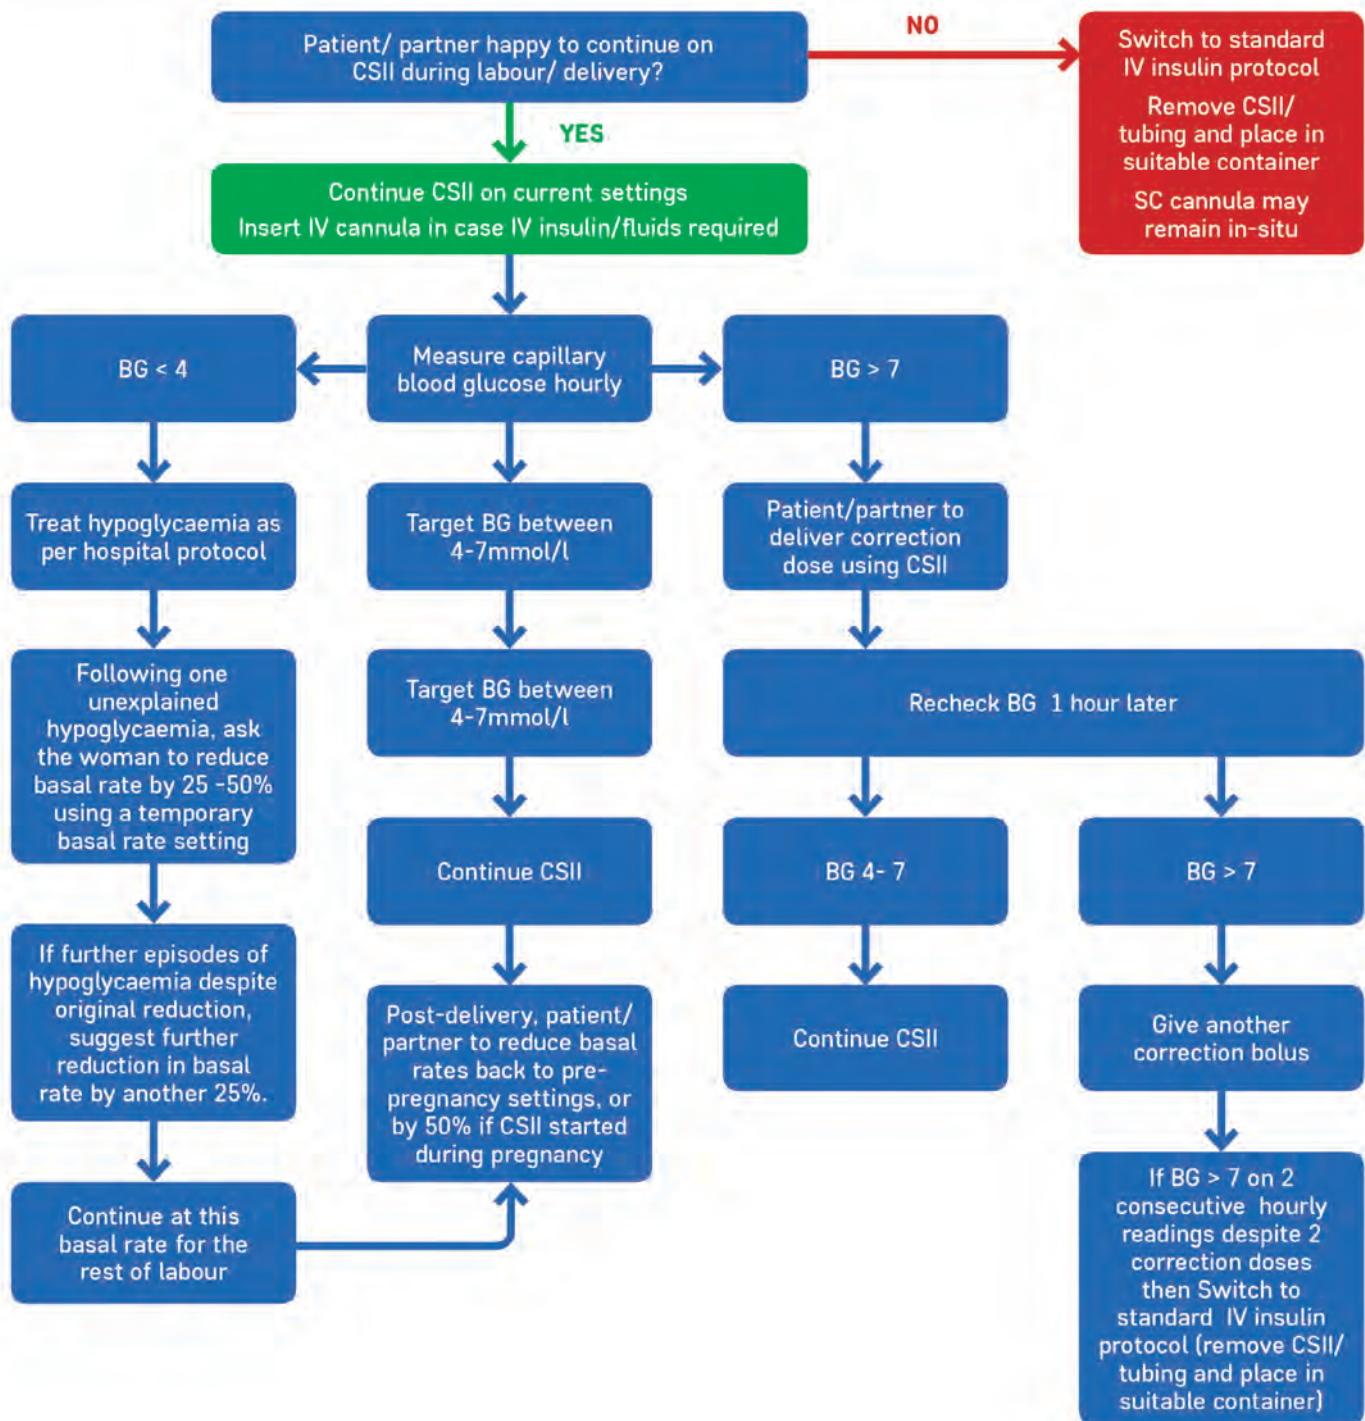 Patient/ partner happy to continue on
CSII during labour/ delivery?
NO
Switch to standard
IV insulin protocol
Remove CSII/
tubing and place in
suitable container
SC cannula may
remain in-situ
YES
Continue CSII on current settings
Insert IV cannula in case IV insulin/fluids required
BG < 4
Measure capillary
blood glucose hourly
BG > 7
Treat hypoglycaemia as
per hospital protocol
Target BG between
4-7mmol/l
Patient/partner to
deliver correction
dose using CSII
Following one
unexplained
hypoglycaemia, ask
the woman to reduce
basal rate by 25 -50%
using a temporary
basal rate setting
Target BG between
4-7mmol/l
Recheck BG 1 hour later
Continue CSII
BG 4- 7
BG > 7
If further episodes of
hypoglycaemia despite
original reduction,
suggest further
reduction in basal
rate by another 25%.
Post-delivery, patient/
partner to reduce basal
rates back to pre-
pregnancy settings, or
by 50% if CSII started
during pregnancy
Continue CSII
Give another
correction bolus
Continue at this
basal rate for the
rest of labour
If BG > 7 on 2
consecutive hourly
readings despite 2
correction doses
then Switch to
standard IV insulin
protocol (remove CSII/
tubing and place in
suitable container)